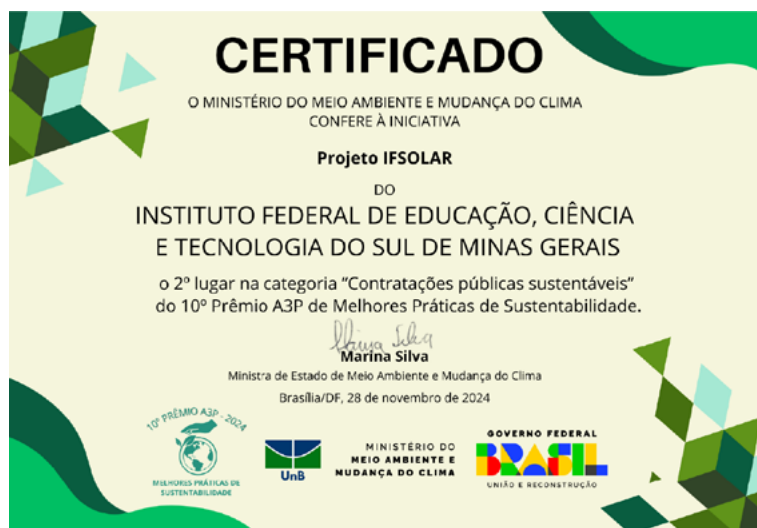 CERTIFICADO
O MINISTÉRIO DO MEIO AMBIENTE E MUDANÇA DO CLIMA
CONFERE À INICIATIVA
Projeto IFSOLAR
DO
INSTITUTO FEDERAL DE EDUCAÇÃO, CIÊNCIA
E TECNOLOGIA DO SUL DE MINAS GERAIS
o 2º lugar na categoria “Contratações públicas sustentáveis”
do 10º Prêmio A3P de Melhores Práticas de Sustentabilidade.
Marina Silva
Marina Silva
Ministra de Estado de Meio Ambiente e Mudança do Clima
Brasília/DF, 28 de novembro de 2024
10º PRÊMIO A3P - 2024
MELHORES PRÁTICAS DE
SUSTENTABILIDADE
UnB
MINISTÉRIO DO
MEIO AMBIENTE E
MUDANÇA DO CLIMA
GOVERNO FEDERAL
BRASIL
UNIÃO E RECONSTRUÇÃO